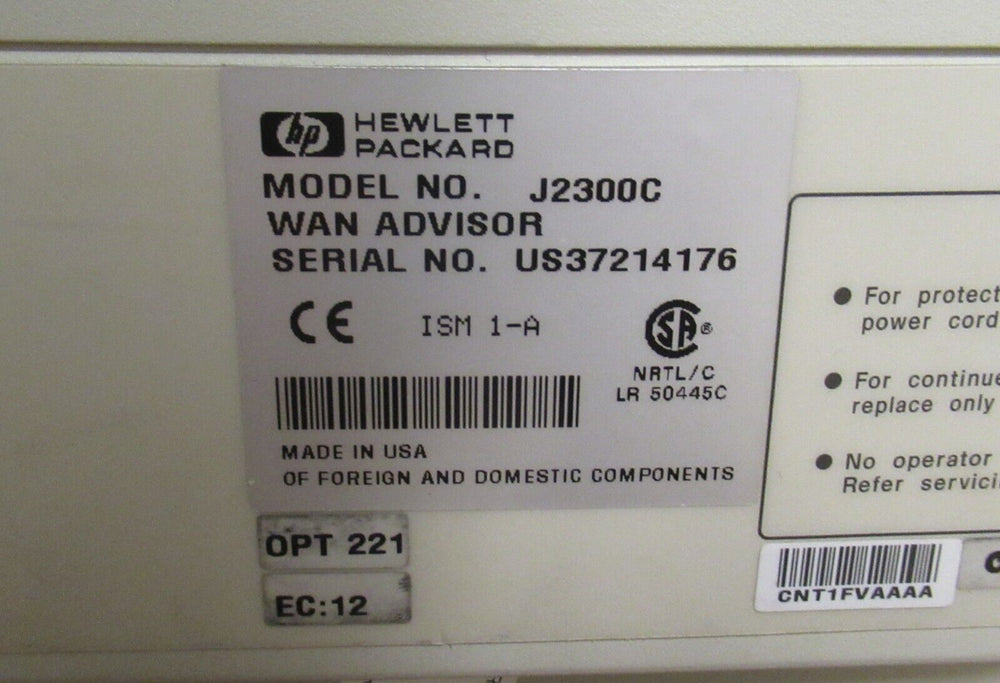 hp HEWLETT
PACKARD
MODEL NO. J2300C
WAN ADVISOR
SERIAL NO. US37214176
CE ISM 1-A SA ®
NRTL/C
LR 50445C
MADE IN USA
OF FOREIGN AND DOMESTIC COMPONENTS
OPT 221
EC:12
● For protect
power cord
● For continue
replace only
● No operator
Refer servici
CNT1FVAAAA